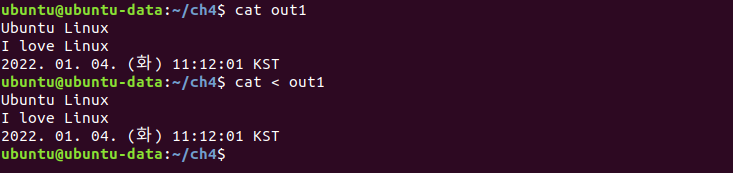 ubuntu@ubuntu-data:~/ch4$ cat out1
Ubuntu Linux
I love Linux
2022. 01. 04. (화) 11:12:01 KST
ubuntu@ubuntu-data:~/ch4$ cat < out1
Ubuntu Linux
I love Linux
2022. 01. 04. (화) 11:12:01 KST
ubuntu@ubuntu-data:~/ch4$